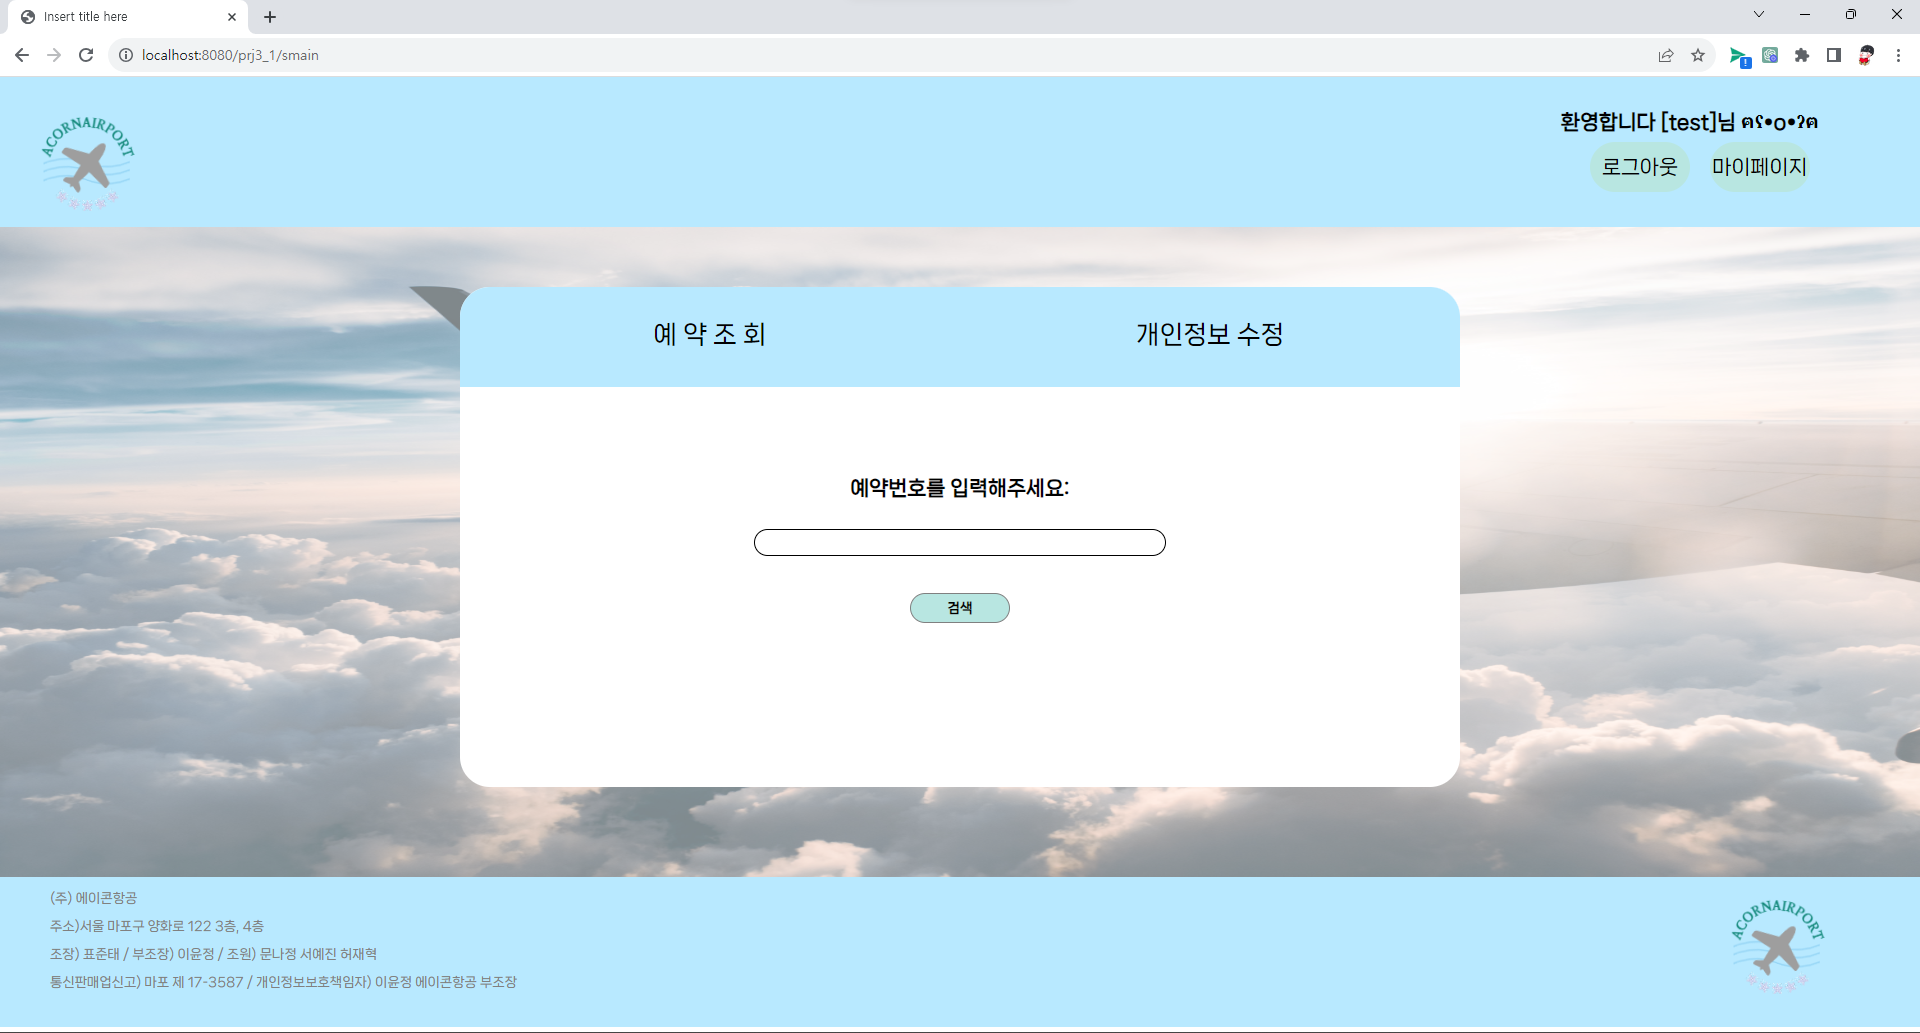 Insert title here
localhost:8080/prj3_1/smain
ACORNAIRPORT
환영합니다 [test]님 ฅʕ•o•ʔฅ
로그아웃 마이페이지
예 약 조 회 개인정보 수정
예약번호를 입력해주세요:
검색
(주) 에이콘항공
주소)서울 마포구 양화로 122 3층, 4층
조장) 표준태 / 부조장) 이윤정 / 조원) 문나정 서예진 허재혁
통신판매업신고) 마포 제 17-3587 / 개인정보보호책임자) 이윤정 에이콘항공 부조장
ACORNAIRPORT